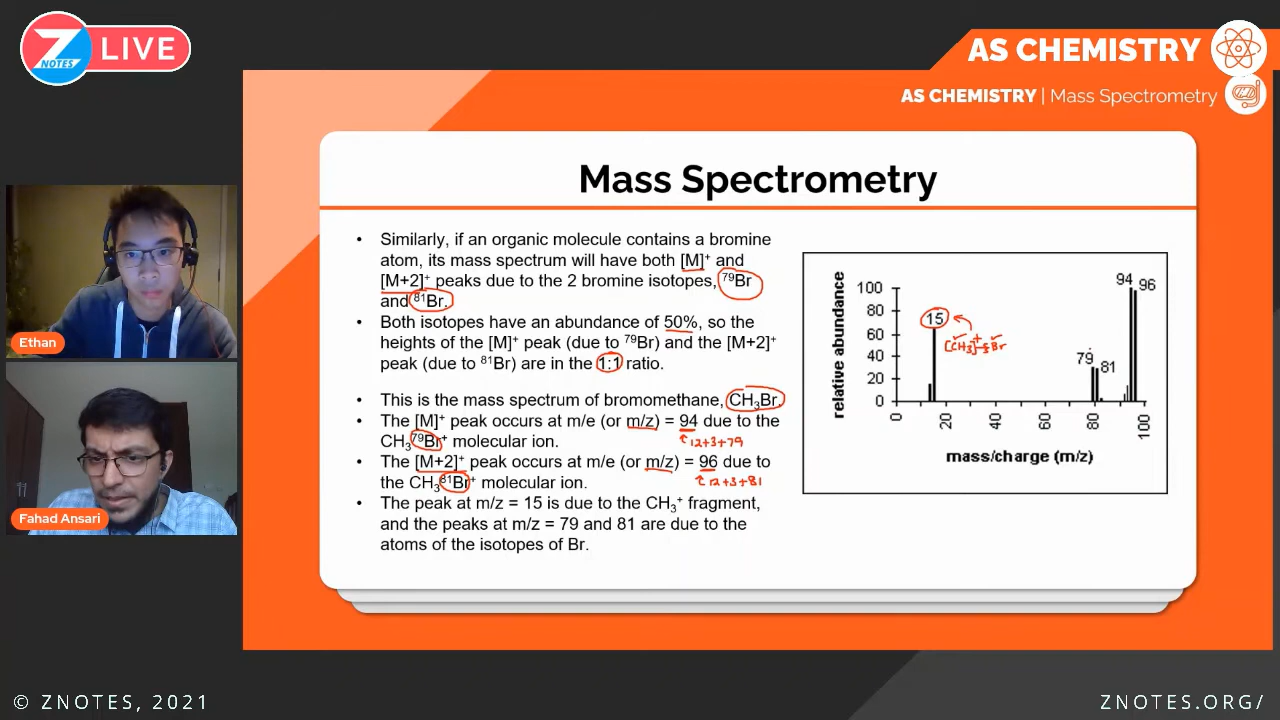 Z NOTES LIVE
AS CHEMISTRY
AS CHEMISTRY | Mass Spectrometry
Mass Spectrometry
• Similarly, if an organic molecule contains a bromine
atom, its mass spectrum will have both [M]⁺ and
[M+2]⁺ peaks due to the 2 bromine isotopes, ⁷⁹Br
and ⁸¹Br.
• Both isotopes have an abundance of 50%, so the
heights of the [M]⁺ peak (due to ⁷⁹Br) and the [M+2]⁺
peak (due to ⁸¹Br) are in the 1:1 ratio.
• This is the mass spectrum of bromomethane, CH₃Br.
• The [M]⁺ peak occurs at m/e (or m/z) = 94 due to the
CH₃⁷⁹Br⁺ molecular ion.
12+3+79
• The [M+2]⁺ peak occurs at m/e (or m/z) = 96 due to
the CH₃⁸¹Br⁺ molecular ion.
12+3+81
• The peak at m/z = 15 is due to the CH₃⁺ fragment,
and the peaks at m/z = 79 and 81 are due to the
atoms of the isotopes of Br.
relative abundance
100
80
60
40
20
0
15
[CH₃]⁺ Br
79
81
94
96
0
20
40
60
80
100
mass/charge (m/z)
Ethan
Fahad Ansari
© ZNOTES, 2021
ZNOTES.ORG/